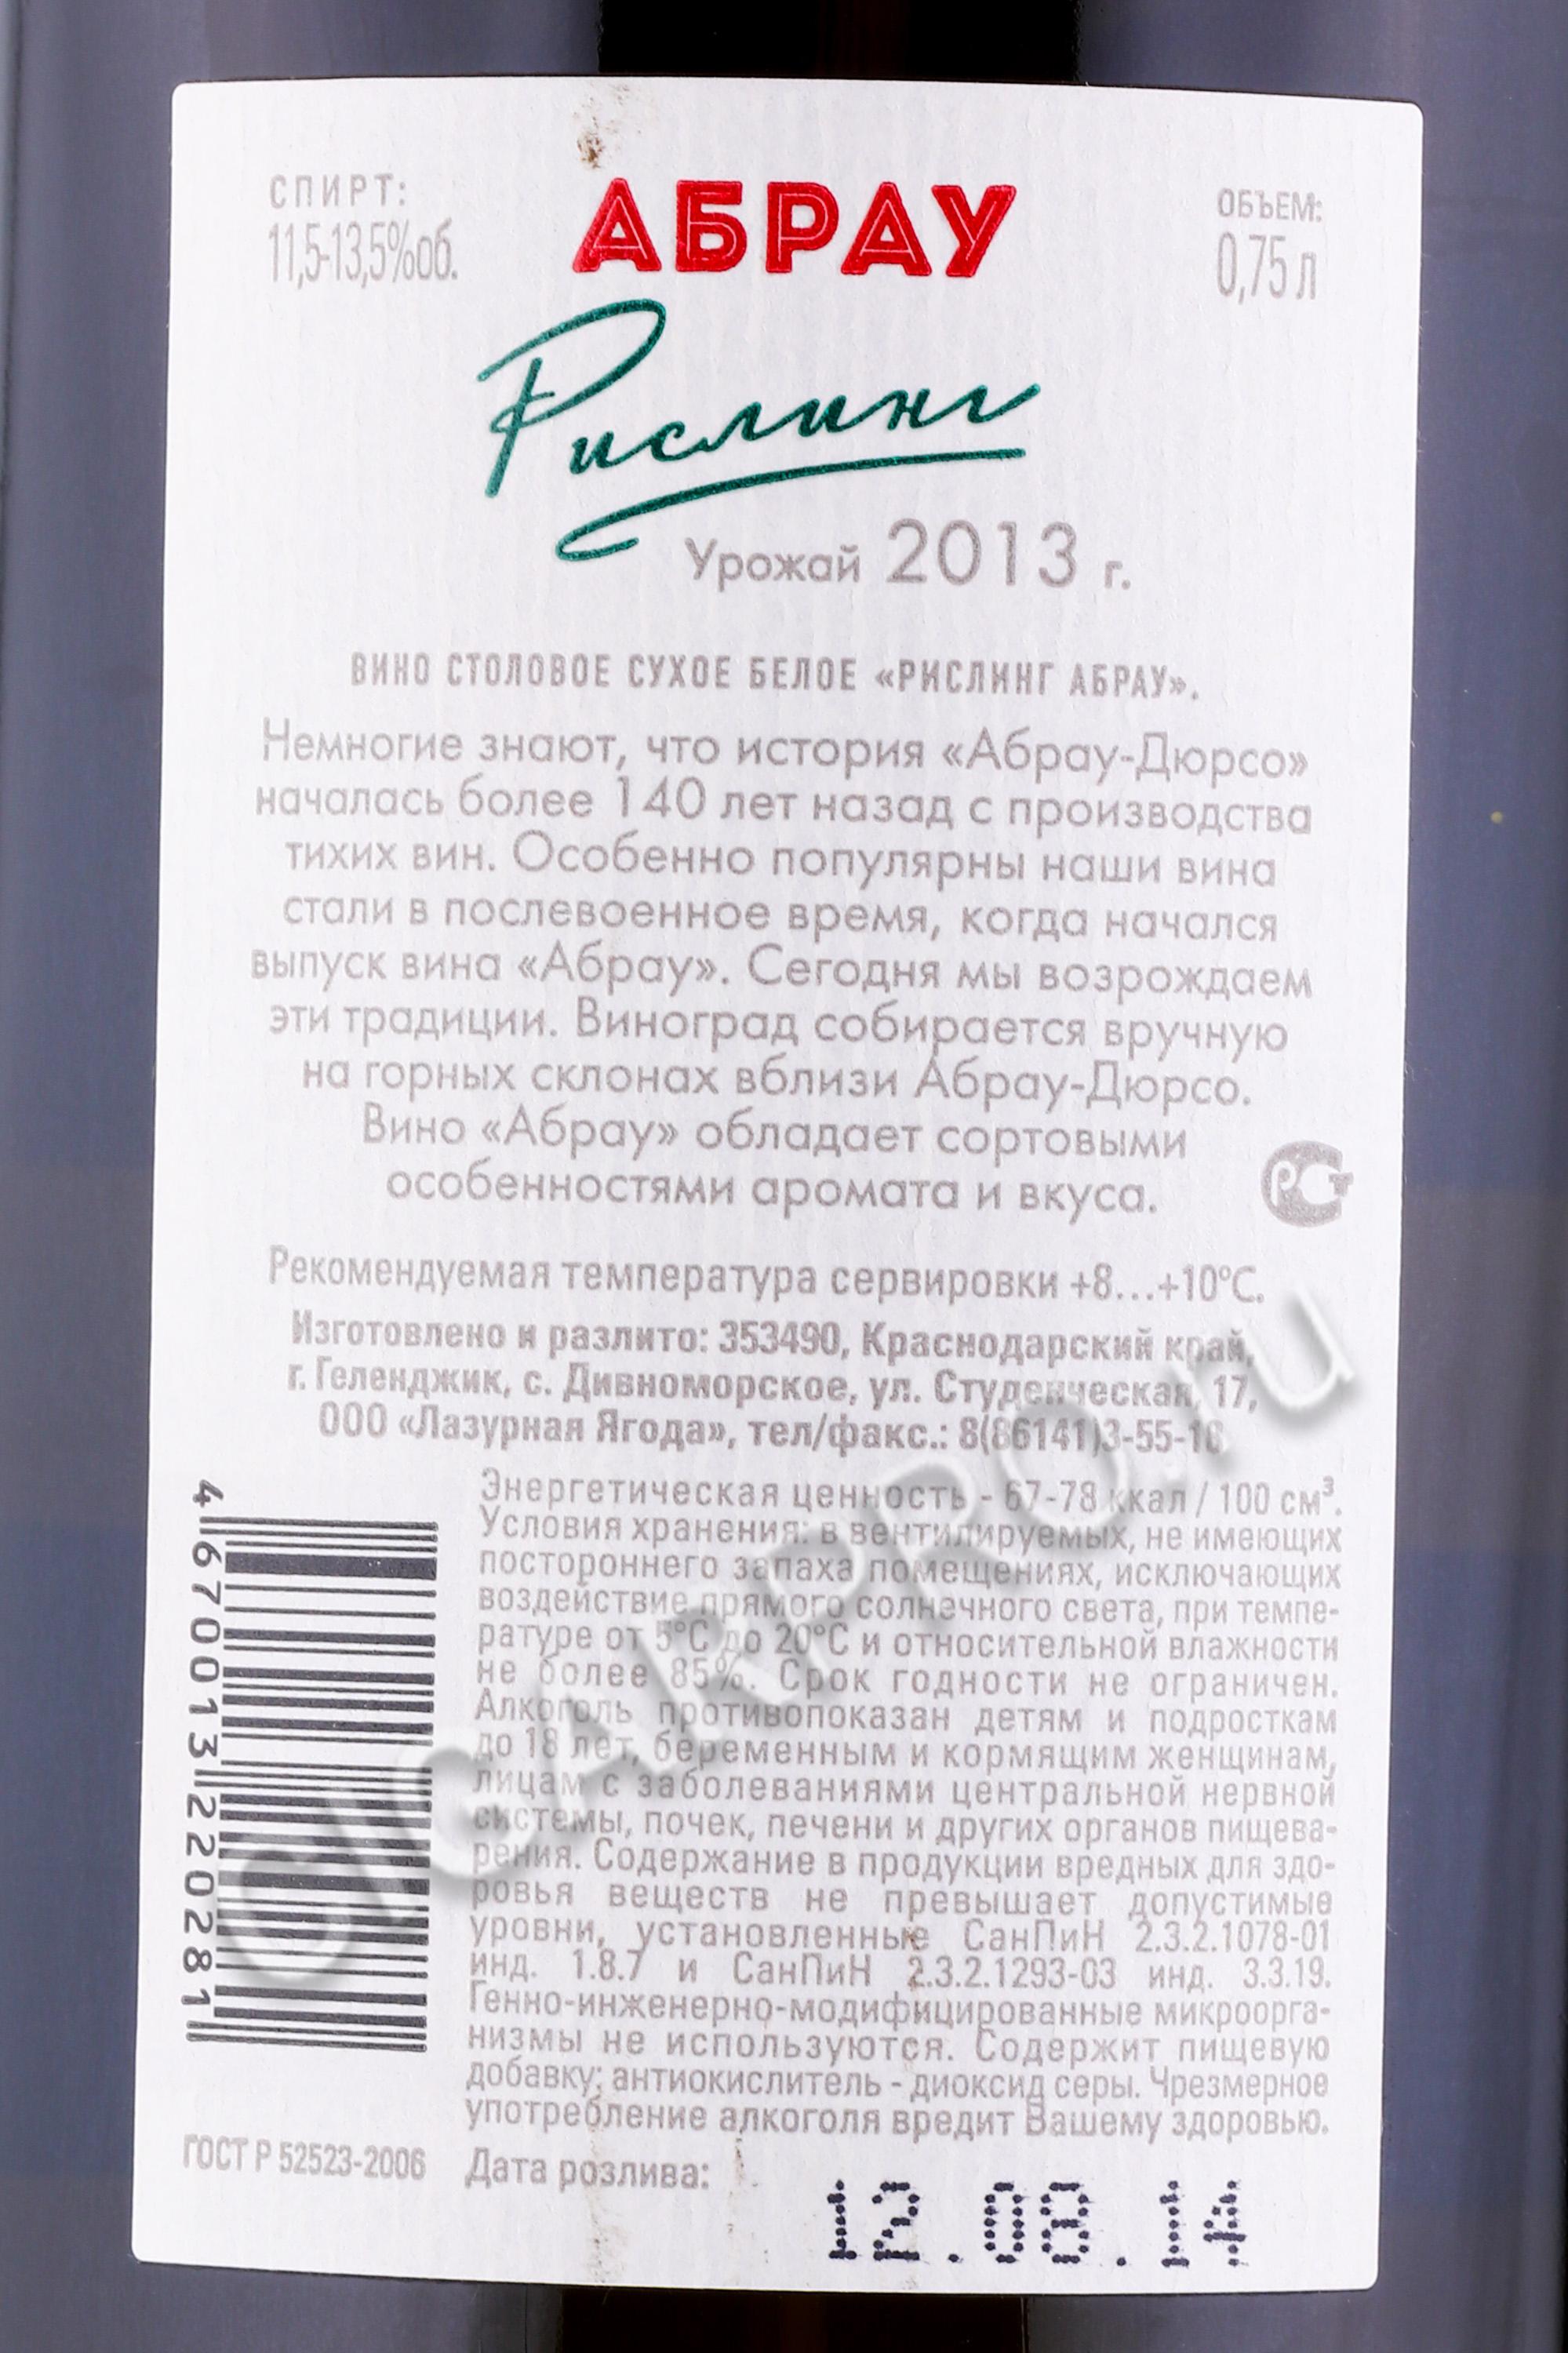 СПИРТ:
11,5-13,5%об.
АБРАУ
ОБЪЕМ:
0,75 л
Рислинг
Урожай 2013 г.
ВИНО СТОЛОВОЕ СУХОЕ БЕЛОЕ «РИСЛИНГ АБРАУ».
Немногие знают, что история «Абрау-Дюрсо»
началась более 140 лет назад с производства
тихих вин. Особенно популярны наши вина
стали в послевоенное время, когда начался
выпуск вина «Абрау». Сегодня мы возрождаем
эти традиции. Виноград собирается вручную
на горных склонах вблизи Абрау-Дюрсо.
Вино «Абрау» обладает сортовыми
особенностями аромата и вкуса.
РСТ
Рекомендуемая температура сервировки +8...+10°С.
Изготовлено и разлито: 353490, Краснодарский край,
г. Геленджик, с. Дивноморское, ул. Студенческая, 17,
ООО «Лазурная Ягода», тел/факс.:
Энергетическая ценность - 67-78 ккал / 100 см³.
Условия хранения: в вентилируемых, не имеющих
постороннего запаха помещениях, исключающих
воздействие прямого солнечного света, при темпе-
ратуре от 5°С до 20°С и относительной влажности
не более 85%. Срок годности не ограничен.
Алкоголь противопоказан детям и подросткам
до 18 лет, беременным и кормящим женщинам,
лицам с заболеваниями центральной нервной
системы, почек, печени и других органов пищева-
рения. Содержание в продукции вредных для здо-
ровья веществ не превышает допустимые
уровни, установленные СанПиН 2.3.2.1078-01
инд. 1.8.7 и СанПиН 2.3.2.1293-03 инд. 3.3.19.
Генно-инженерно-модифицированные микроорга-
низмы не используются. Содержит пищевую
добавку: антиокислитель - диоксид серы. Чрезмерное
употребление алкоголя вредит Вашему здоровью.
4 670013 220281
ГОСТ Р 52523-2006
Дата розлива:
12.08.14
CIGARPRO.ru